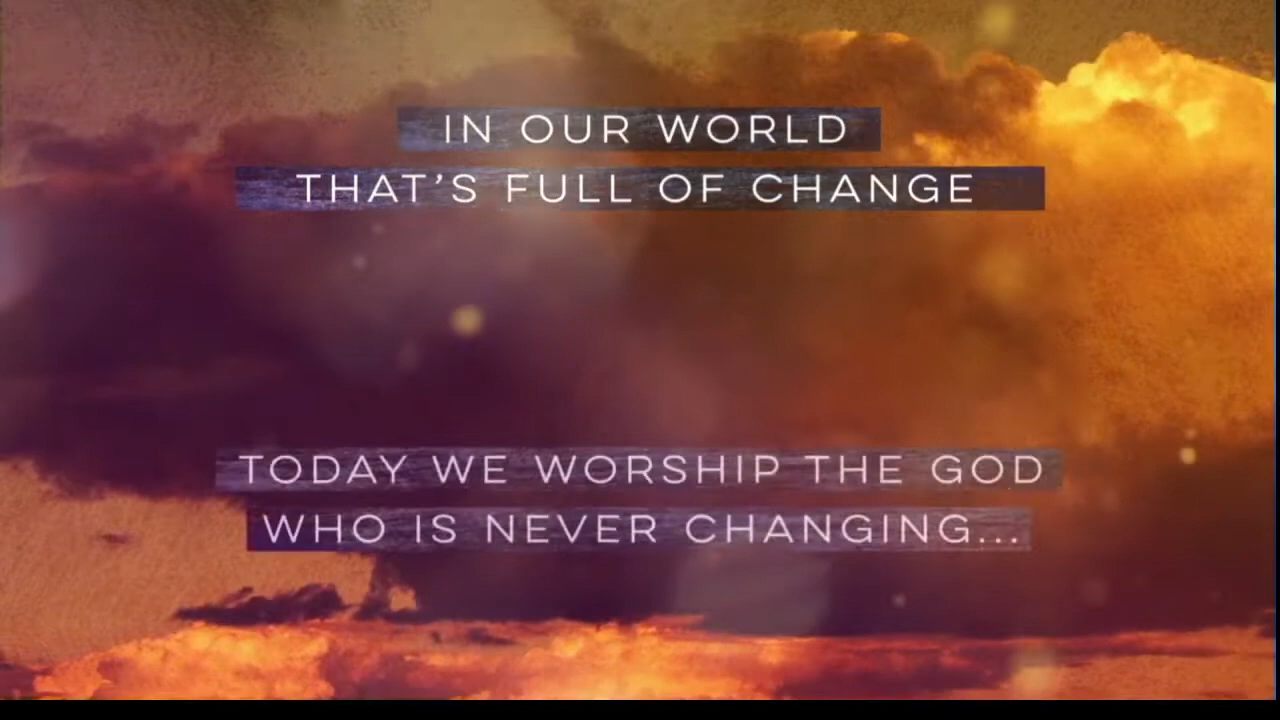 IN OUR WORLD
THAT'S FULL OF CHANGE
TODAY WE WORSHIP THE GOD
WHO IS NEVER CHANGING...